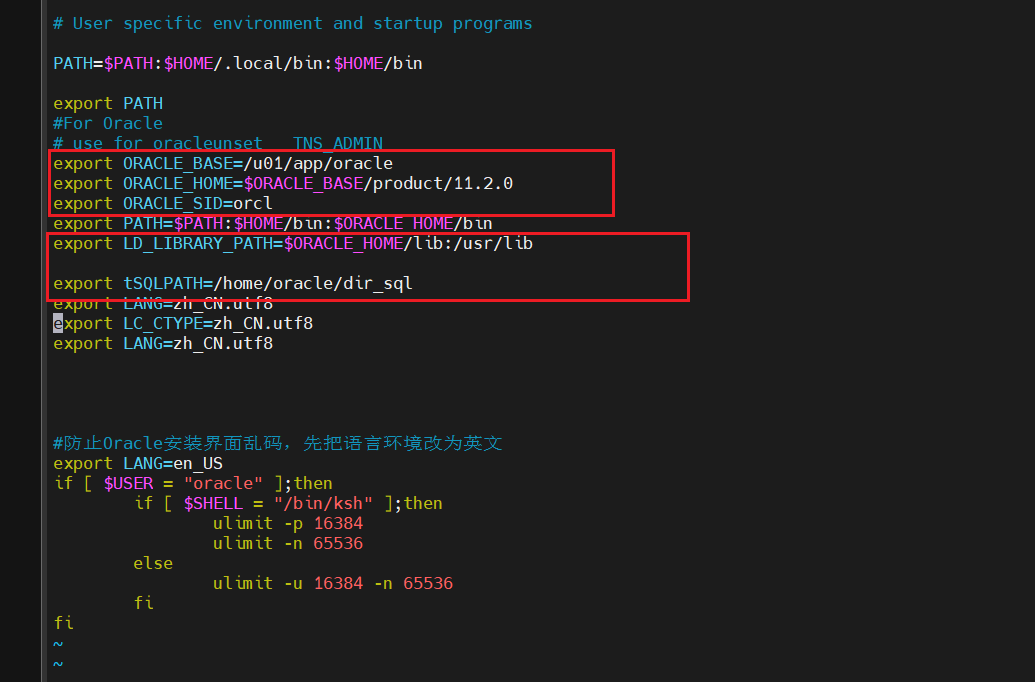 # User specific environment and startup programs
PATH=$PATH:$HOME/.local/bin:$HOME/bin
export PATH
#For Oracle
# use for oracleunset   TNS_ADMIN
export ORACLE_BASE=/u01/app/oracle
export ORACLE_HOME=$ORACLE_BASE/product/11.2.0
export ORACLE_SID=orcl
export PATH=$PATH:$HOME/bin:$ORACLE_HOME/bin
export LD_LIBRARY_PATH=$ORACLE_HOME/lib:/usr/lib
export tSQLPATH=/home/oracle/dir_sql
export LANG=zh_CN.utf8
export LC_CTYPE=zh_CN.utf8
export LANG=zh_CN.utf8
#防止Oracle安装界面乱码，先把语言环境改为英文
export LANG=en_US
if [ $USER = "oracle" ];then
        if [ $SHELL = "/bin/ksh" ];then
                ulimit -p 16384
                ulimit -n 65536
        else
                ulimit -u 16384 -n 65536
        fi
fi
~
~